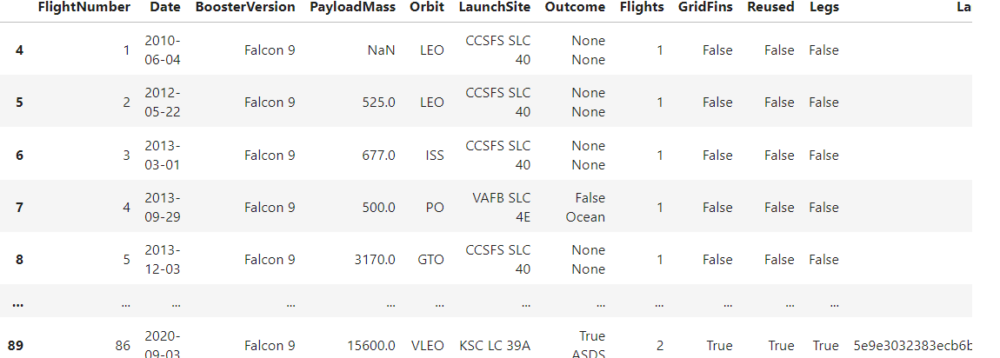 FlightNumber Date BoosterVersion PayloadMass Orbit LaunchSite Outcome Flights GridFins Reused Legs La
4 1 2010-06-04 Falcon 9 NaN LEO CCSFS SLC 40 None None 1 False False False
5 2 2012-05-22 Falcon 9 525.0 LEO CCSFS SLC 40 None None 1 False False False
6 3 2013-03-01 Falcon 9 677.0 ISS CCSFS SLC 40 None None 1 False False False
7 4 2013-09-29 Falcon 9 500.0 PO VAFB SLC 4E False Ocean 1 False False False
8 5 2013-12-03 Falcon 9 3170.0 GTO CCSFS SLC 40 None None 1 False False False
... ... ... ... ... ... ... ... ... ... ... ...
89 86 2020-09-03 Falcon 9 15600.0 VLEO KSC LC 39A True ASDS 2 True True True 5e9e3032383ecb6b